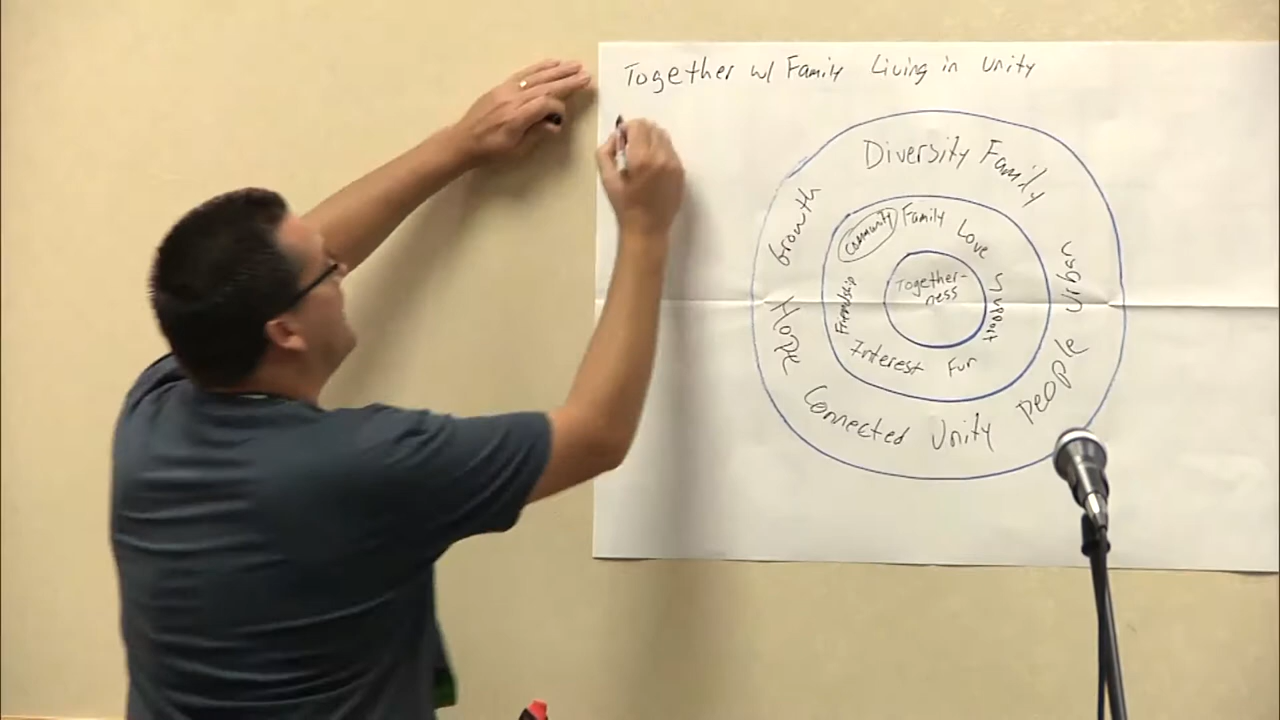 Together w/ Family Living in Unity
Diversity Family
Urban
People
Unity
Connected
Hope
Growth
Community
Family
Love
Support
Fun
Interest
Friendship
Together-
ness